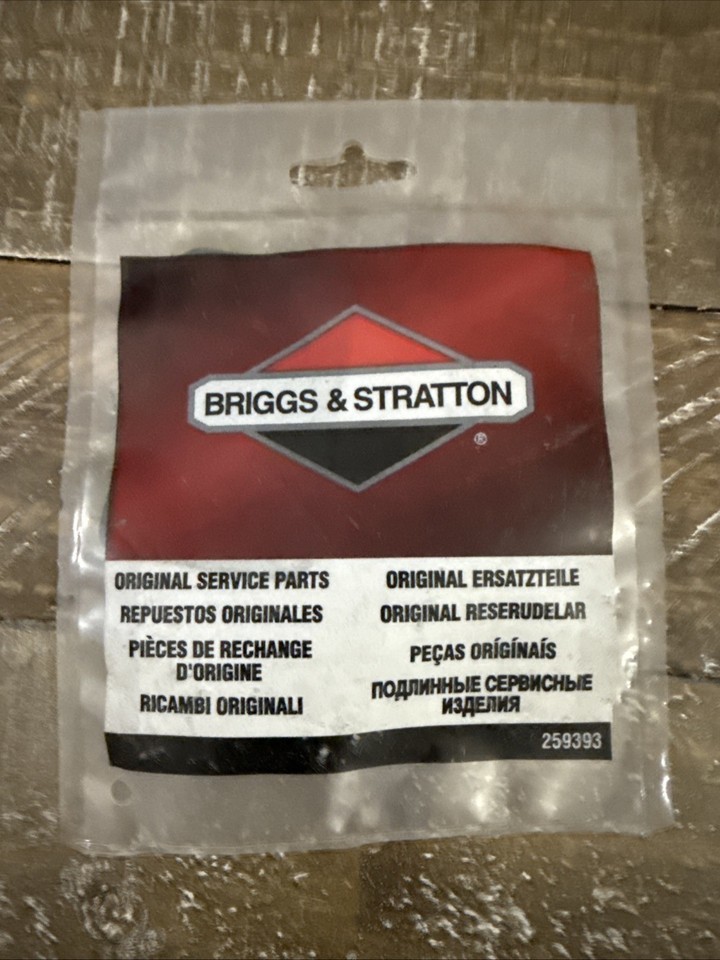 BRIGGS & STRATTON
®
ORIGINAL SERVICE PARTS
REPUESTOS ORIGINALES
PIÈCES DE RECHANGE
D'ORIGINE
RICAMBI ORIGINALI
ORIGINAL ERSATZTEILE
ORIGINAL RESERUDELAR
PEÇAS ORÍGÍNAÍS
ПОДЛИННЫЕ СЕРВИСНЫЕ
ИЗДЕЛИЯ
259393